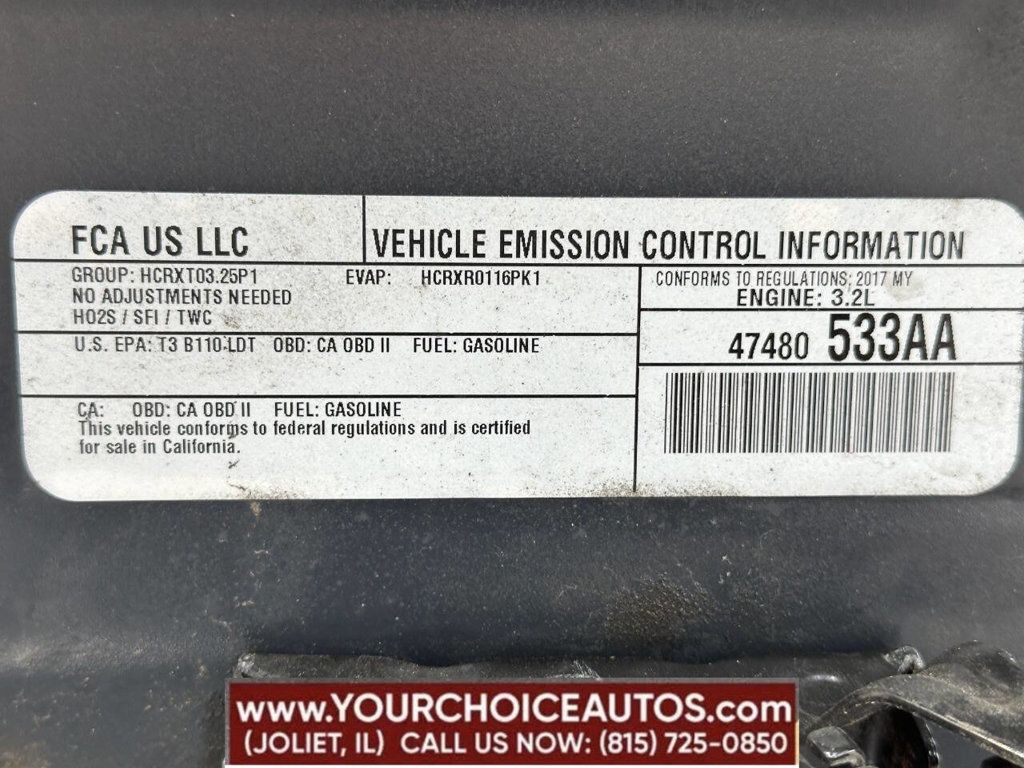 FCA US LLC
VEHICLE EMISSION CONTROL INFORMATION
GROUP: HCRXT03.25P1 EVAP: HCRXR0116PK1
NO ADJUSTMENTS NEEDED
HO2S / SFI / TWC
CONFORMS TO REGULATIONS: 2017 MY
ENGINE: 3.2L
U.S. EPA: T3 B110-LDT OBD: CA OBD II FUEL: GASOLINE
47480 533AA
CA: OBD: CA OBD II FUEL: GASOLINE
This vehicle conforms to federal regulations and is certified
for sale in California.
www.YOURCHOICEAUTOS.com
(JOLIET, IL) CALL US NOW: (815) 725-0850